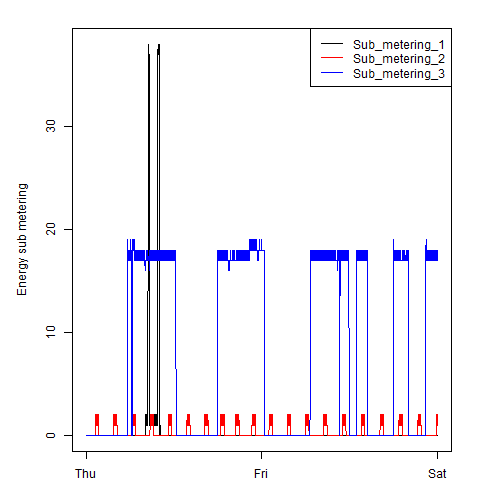 Sub_metering_1
Sub_metering_2
Sub_metering_3
Energy sub metering
30
20
10
0
Thu Fri Sat